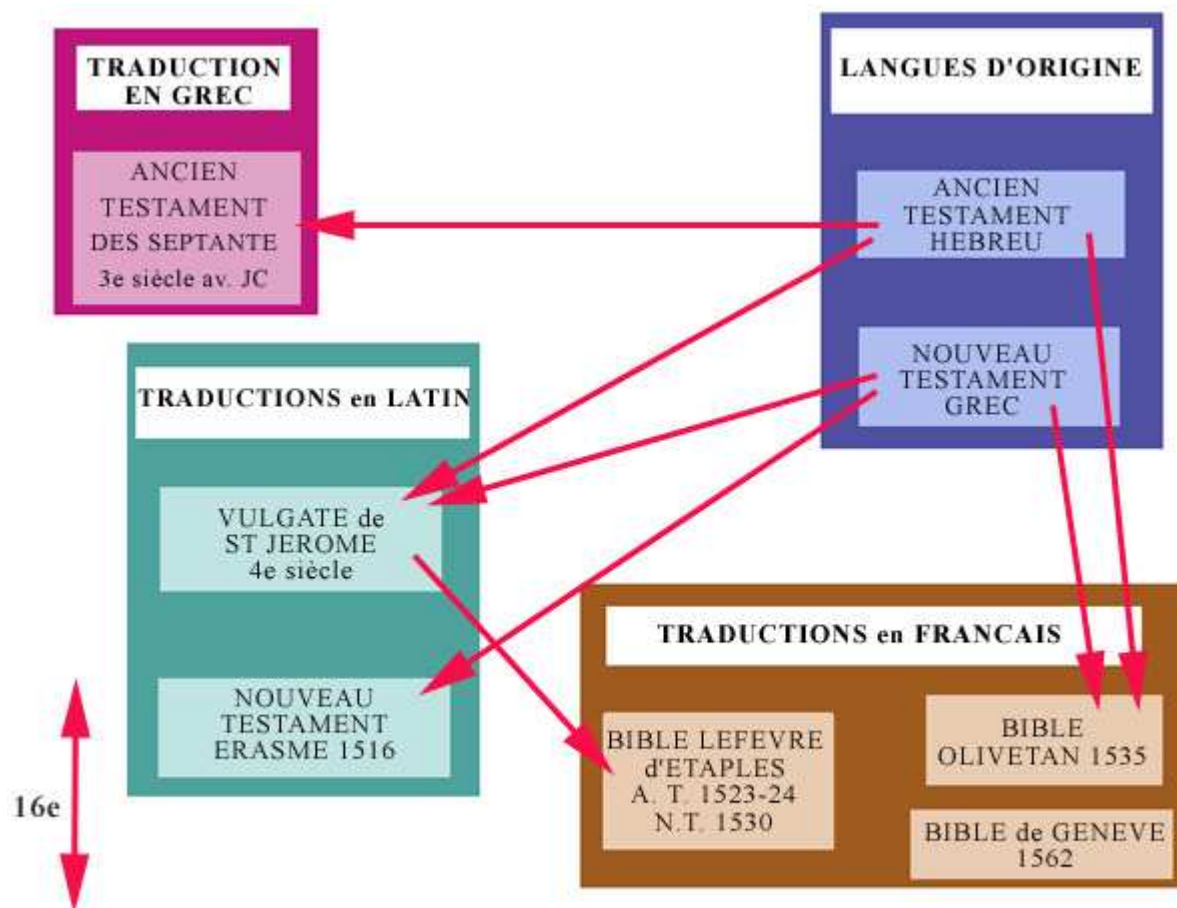 TRADUCTION
EN GREC
ANCIEN
TESTAMENT
DES SEPTANTE
3e siècle av. JC
LANGUES D'ORIGINE
ANCIEN
TESTAMENT
HEBREU
NOUVEAU
TESTAMENT
GREC
TRADUCTIONS en LATIN
VULGATE de
ST JEROME
4e siècle
NOUVEAU
TESTAMENT
ERASME 1516
16e
TRADUCTIONS en FRANCAIS
BIBLE LEFEVRE
d'ETAPLES
A. T. 1523-24
N.T. 1530
BIBLE
OLIVETAN 1535
BIBLE de GENEVE
1562